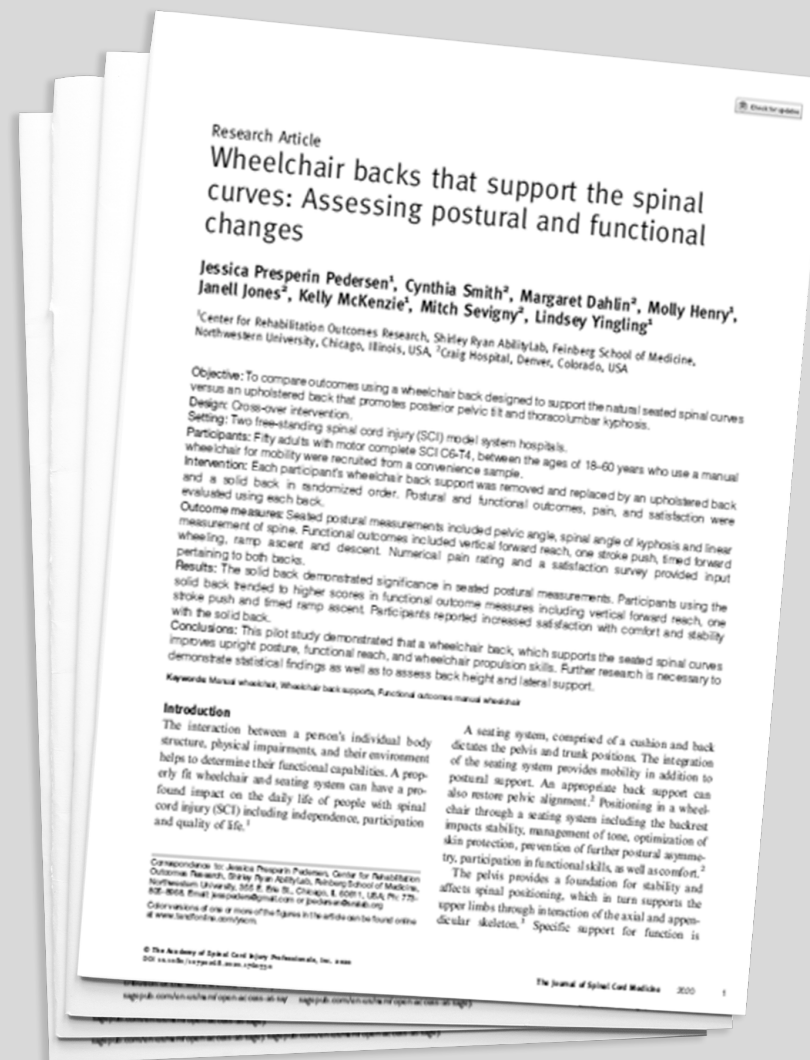 Check for updates
Research Article
Wheelchair backs that support the spinal
curves: Assessing postural and functional
changes
Jessica Presperin Pedersen¹, Cynthia Smith², Margaret Dahlin², Molly Henry¹,
Janell Jones², Kelly McKenzie¹, Mitch Sevigny², Lindsey Yingling¹
¹Center for Rehabilitation Outcomes Research, Shirley Ryan AbilityLab, Feinberg School of Medicine,
Northwestern University, Chicago, Illinois, USA, ²Craig Hospital, Denver, Colorado, USA
Objective: To compare outcomes using a wheelchair back designed to support the natural seated spinal curves
versus an upholstered back that promotes posterior pelvic tilt and thoracolumbar kyphosis.
Design: Cross-over intervention.
Setting: Two free-standing spinal cord injury (SCI) model system hospitals.
Participants: Fifty adults with motor complete SCI C6-T4, between the ages of 18–60 years who use a manual
wheelchair for mobility were recruited from a convenience sample.
Intervention: Each participant's wheelchair back support was removed and replaced by an upholstered back
and a solid back in randomized order. Postural and functional outcomes, pain, and satisfaction were
evaluated using each back.
Outcome measures: Seated postural measurements included pelvic angle, spinal angle of kyphosis and linear
measurement of spine. Functional outcomes included vertical forward reach, one stroke push, timed forward
wheeling, ramp ascent and descent. Numerical pain rating and a satisfaction survey provided input
pertaining to both backs.
Results: The solid back demonstrated significance in seated postural measurements. Participants using the
solid back trended to higher scores in functional outcome measures including vertical forward reach, one
stroke push and timed ramp ascent. Participants reported increased satisfaction with comfort and stability
with the solid back.
Conclusions: This pilot study demonstrated that a wheelchair back, which supports the seated spinal curves
improves upright posture, functional reach, and wheelchair propulsion skills. Further research is necessary to
demonstrate statistical findings as well as to assess back height and lateral support.
Keywords: Manual wheelchair, Wheelchair back supports, Functional outcomes manual wheelchair
Introduction
The interaction between a person's individual body
structure, physical impairments, and their environment
helps to determine their functional capabilities. A prop-
erly fit wheelchair and seating system can have a pro-
found impact on the daily life of people with spinal
cord injury (SCI) including independence, participation
and quality of life.¹
Correspondence to: Jessica Presperin Pedersen, Center for Rehabilitation
Outcomes Research, Shirley Ryan AbilityLab, Feinberg School of Medicine,
Northwestern University, 355 E. Erie St., Chicago, IL 60611, USA; Ph:
Color versions of one or more of the figures in the article can be found online
at www.tandfonline.com/yscm.
A seating system, comprised of a cushion and back
dictates the pelvis and trunk positions. The integration
of the seating system provides mobility in addition to
postural support. An appropriate back support can
also restore pelvic alignment.² Positioning in a wheel-
chair through a seating system including the backrest
impacts stability, management of tone, optimization of
skin protection, prevention of further postural asymme-
try, participation in functional skills, as well as comfort.²
The pelvis provides a foundation for stability and
affects spinal positioning, which in turn supports the
upper limbs through interaction of the axial and appen-
dicular skeleton.² Specific support for function is
© The Academy of Spinal Cord Injury Professionals, Inc. 2020
DOI
The Journal of Spinal Cord Medicine 2020 1